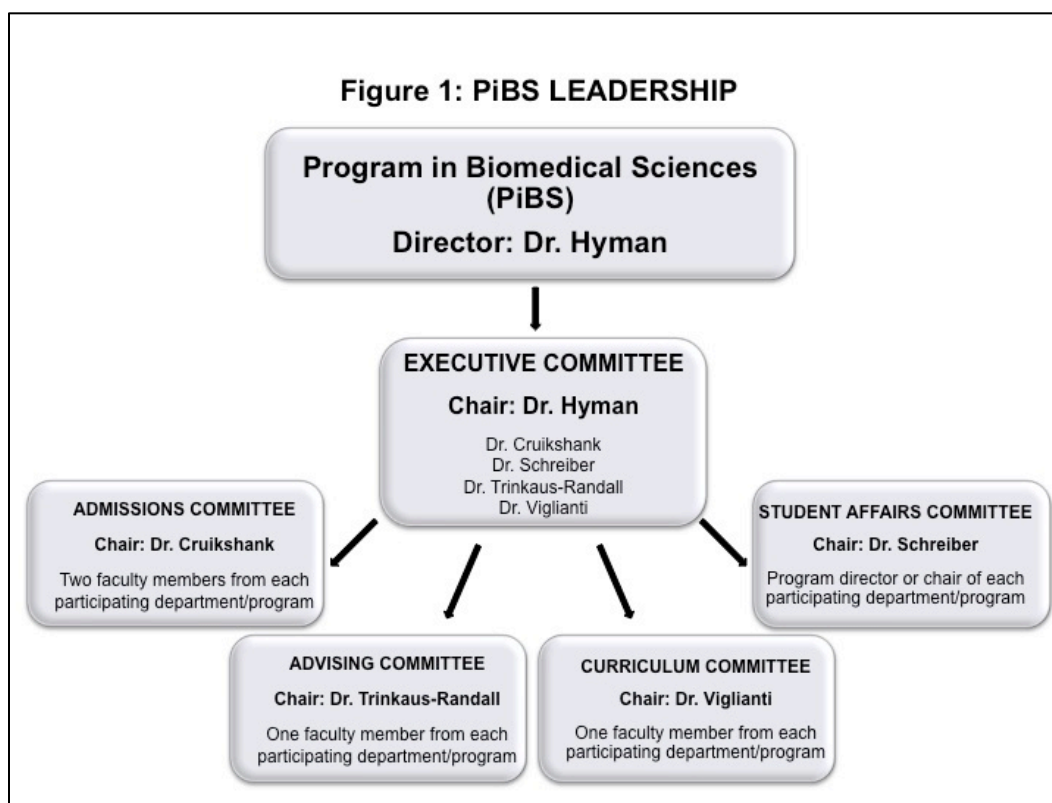 Figure 1: PiBS LEADERSHIP
Program in Biomedical Sciences
(PiBS)
Director: Dr. Hyman
EXECUTIVE COMMITTEE
Chair: Dr. Hyman
Dr. Cruikshank
Dr. Schreiber
Dr. Trinkaus-Randall
Dr. Viglianti
ADMISSIONS COMMITTEE
Chair: Dr. Cruikshank
Two faculty members from each
participating department/program
ADVISING COMMITTEE
Chair: Dr. Trinkaus-Randall
One faculty member from each
participating department/program
CURRICULUM COMMITTEE
Chair: Dr. Viglianti
One faculty member from each
participating department/program
STUDENT AFFAIRS COMMITTEE
Chair: Dr. Schreiber
Program director or chair of each
participating department/program